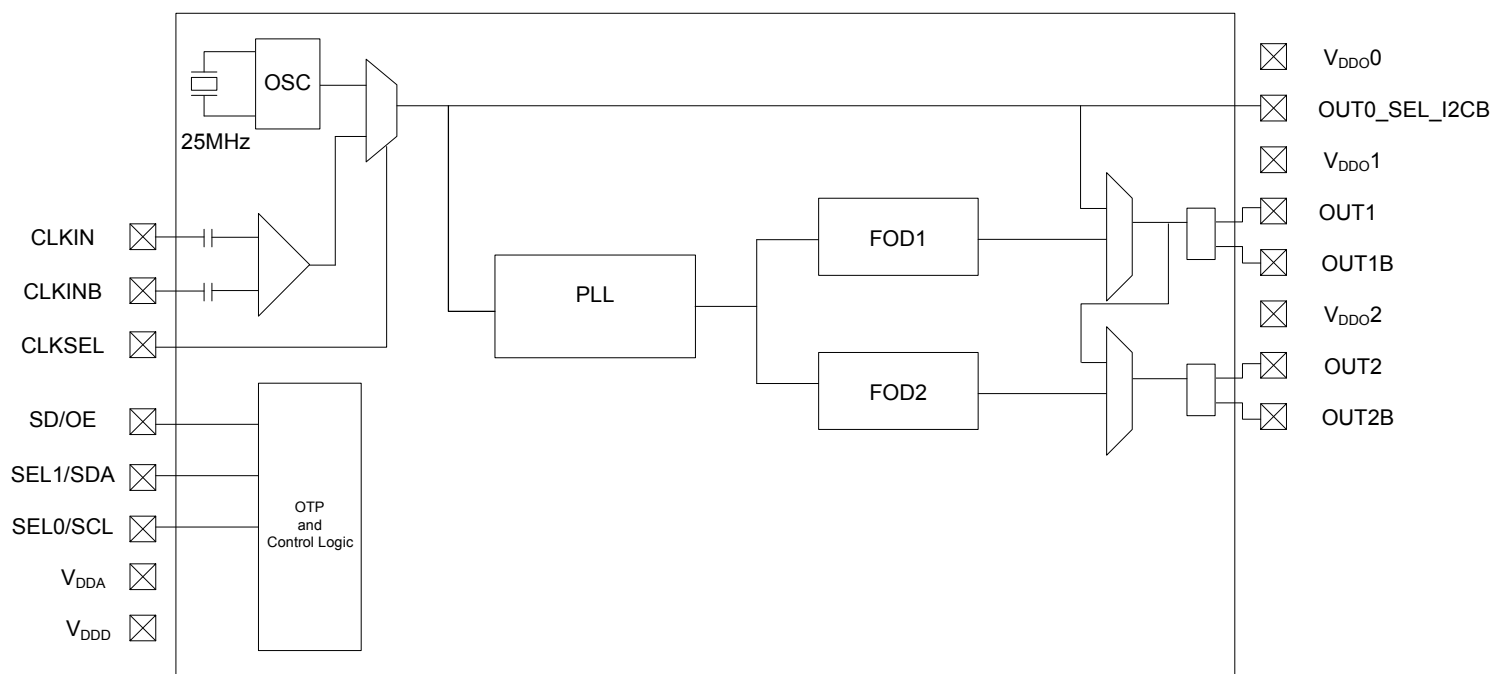 OSC
25MHz
CLKIN
CLKINB
CLKSEL
SD/OE
SEL1/SDA
SEL0/SCL
VDDA
VDDD
OTP
and
Control Logic
PLL
FOD1
FOD2
VDDO0
OUT0_SEL_I2CB
VDDO1
OUT1
OUT1B
VDDO2
OUT2
OUT2B